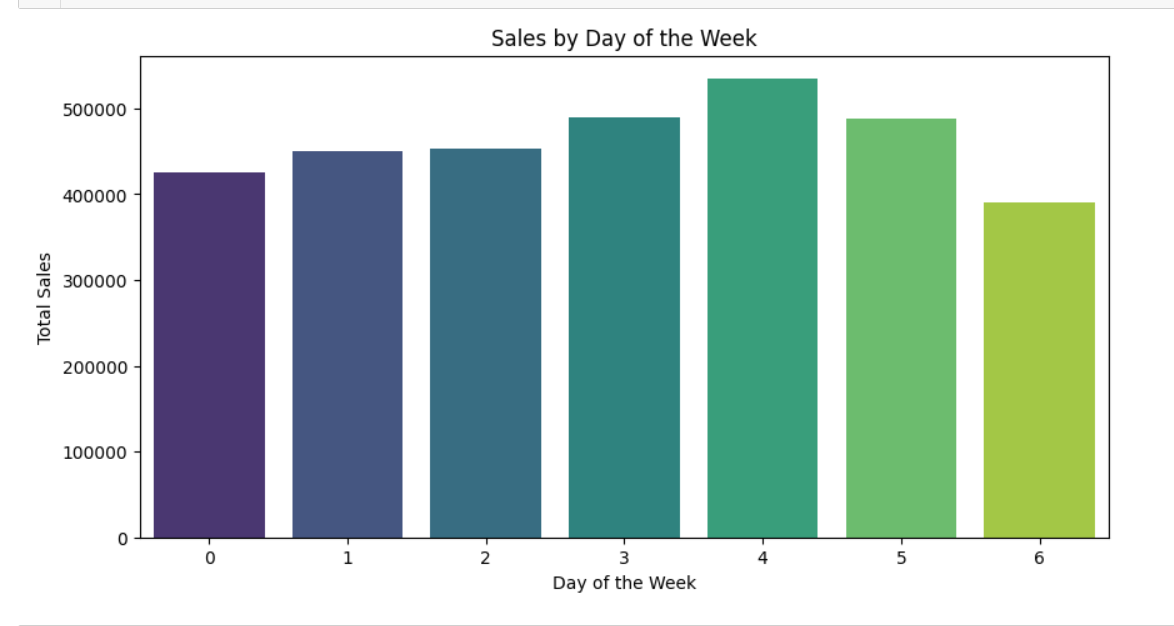 Sales by Day of the Week
Total Sales
500000
400000
300000
200000
100000
0
0 1 2 3 4 5 6
Day of the Week